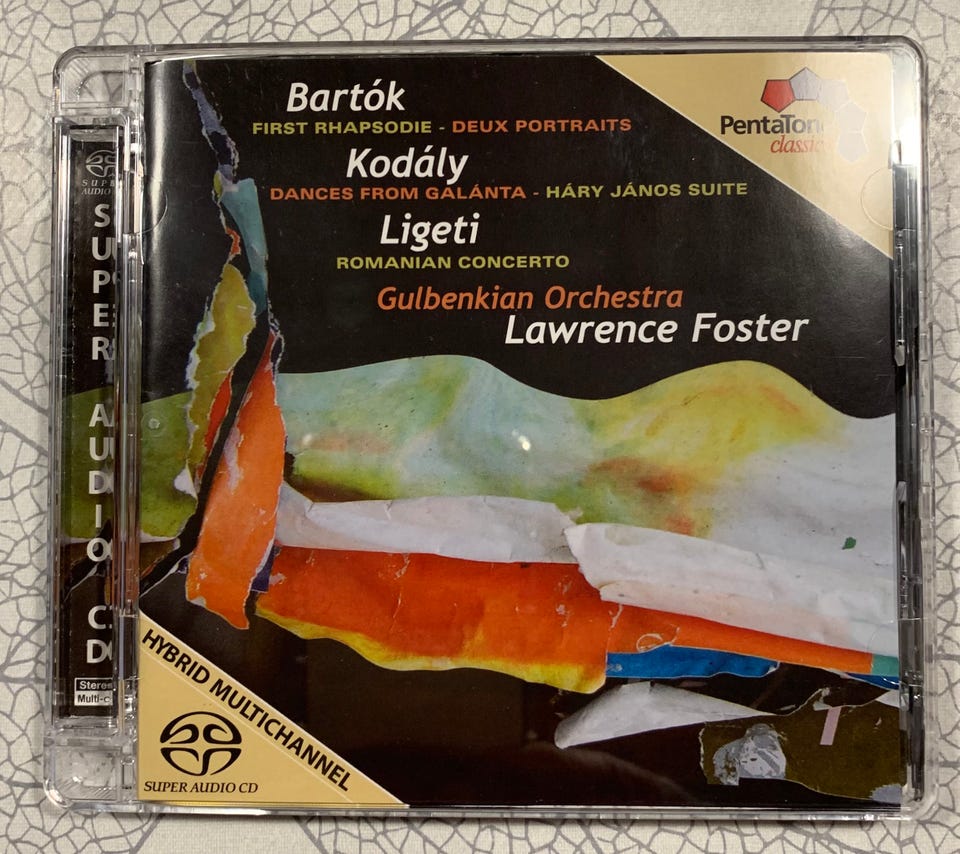 Bartók
FIRST RHAPSODIE - DEUX PORTRAITS
Kodály
DANCES FROM GALÁNTA - HÁRY JÁNOS SUITE
Ligeti
ROMANIAN CONCERTO
Gulbenkian Orchestra
Lawrence Foster
PentaTone
classics
SUPER AUDIO CD
HYBRID MULTICHANNEL
SUPER AUDIO CD